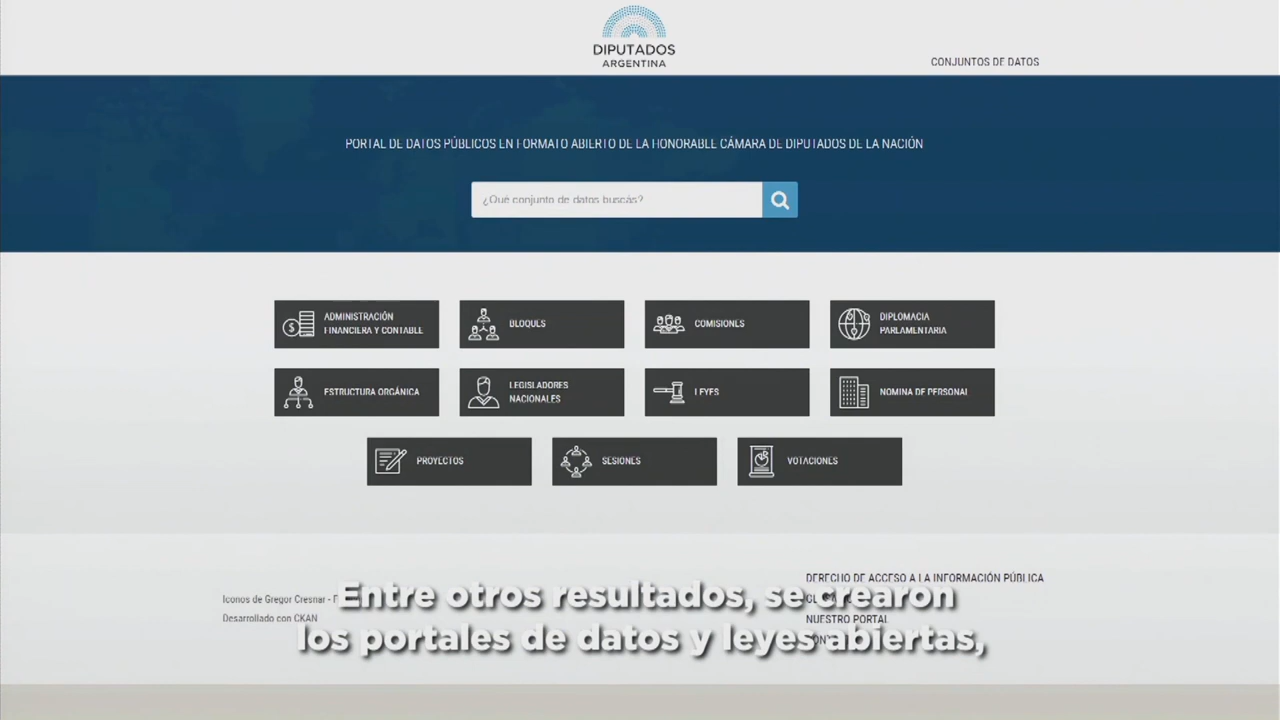 DIPUTADOS
ARGENTINA
CONJUNTOS DE DATOS
PORTAL DE DATOS PÚBLICOS EN FORMATO ABIERTO DE LA HONORABLE CÁMARA DE DIPUTADOS DE LA NACIÓN
¿Qué conjunto de datos buscás?
ADMINISTRACIÓN
FINANCIERA Y CONTABLE
BLOQUES
COMISIONES
DIPLOMACIA
PARLAMENTARIA
ESTRUCTURA ORGÁNICA
LEGISLADORES
NACIONALES
LEYES
NOMINA DE PERSONAL
PROYECTOS
SESIONES
VOTACIONES
Iconos de Gregor Cresnar -
Desarrollado con CKAN
DERECHO DE ACCESO A LA INFORMACIÓN PÚBLICA
NUESTRO PORTAL
Entre otros resultados, se crearon
los portales de datos y leyes abiertas,